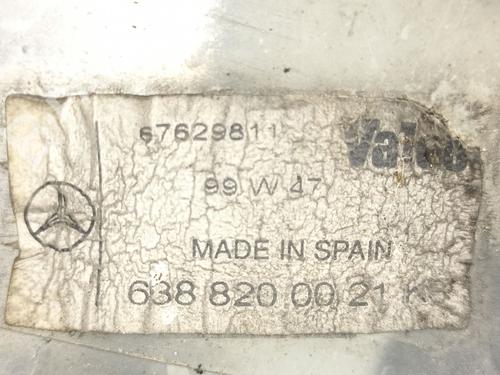 67629811
Valeo
99 W 47
MADE IN SPAIN
638 820 00 21 K